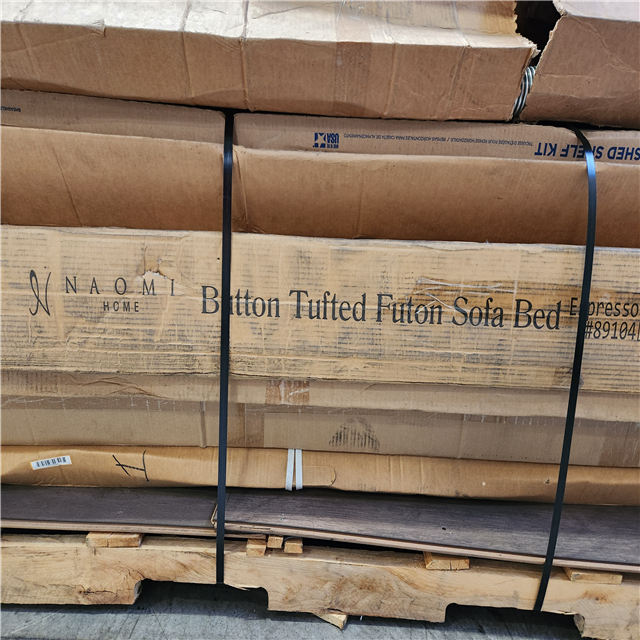 SHED SHELF KIT
NAOMI
HOME
Button Tufted Futon Sofa Bed
Espresso
#89104